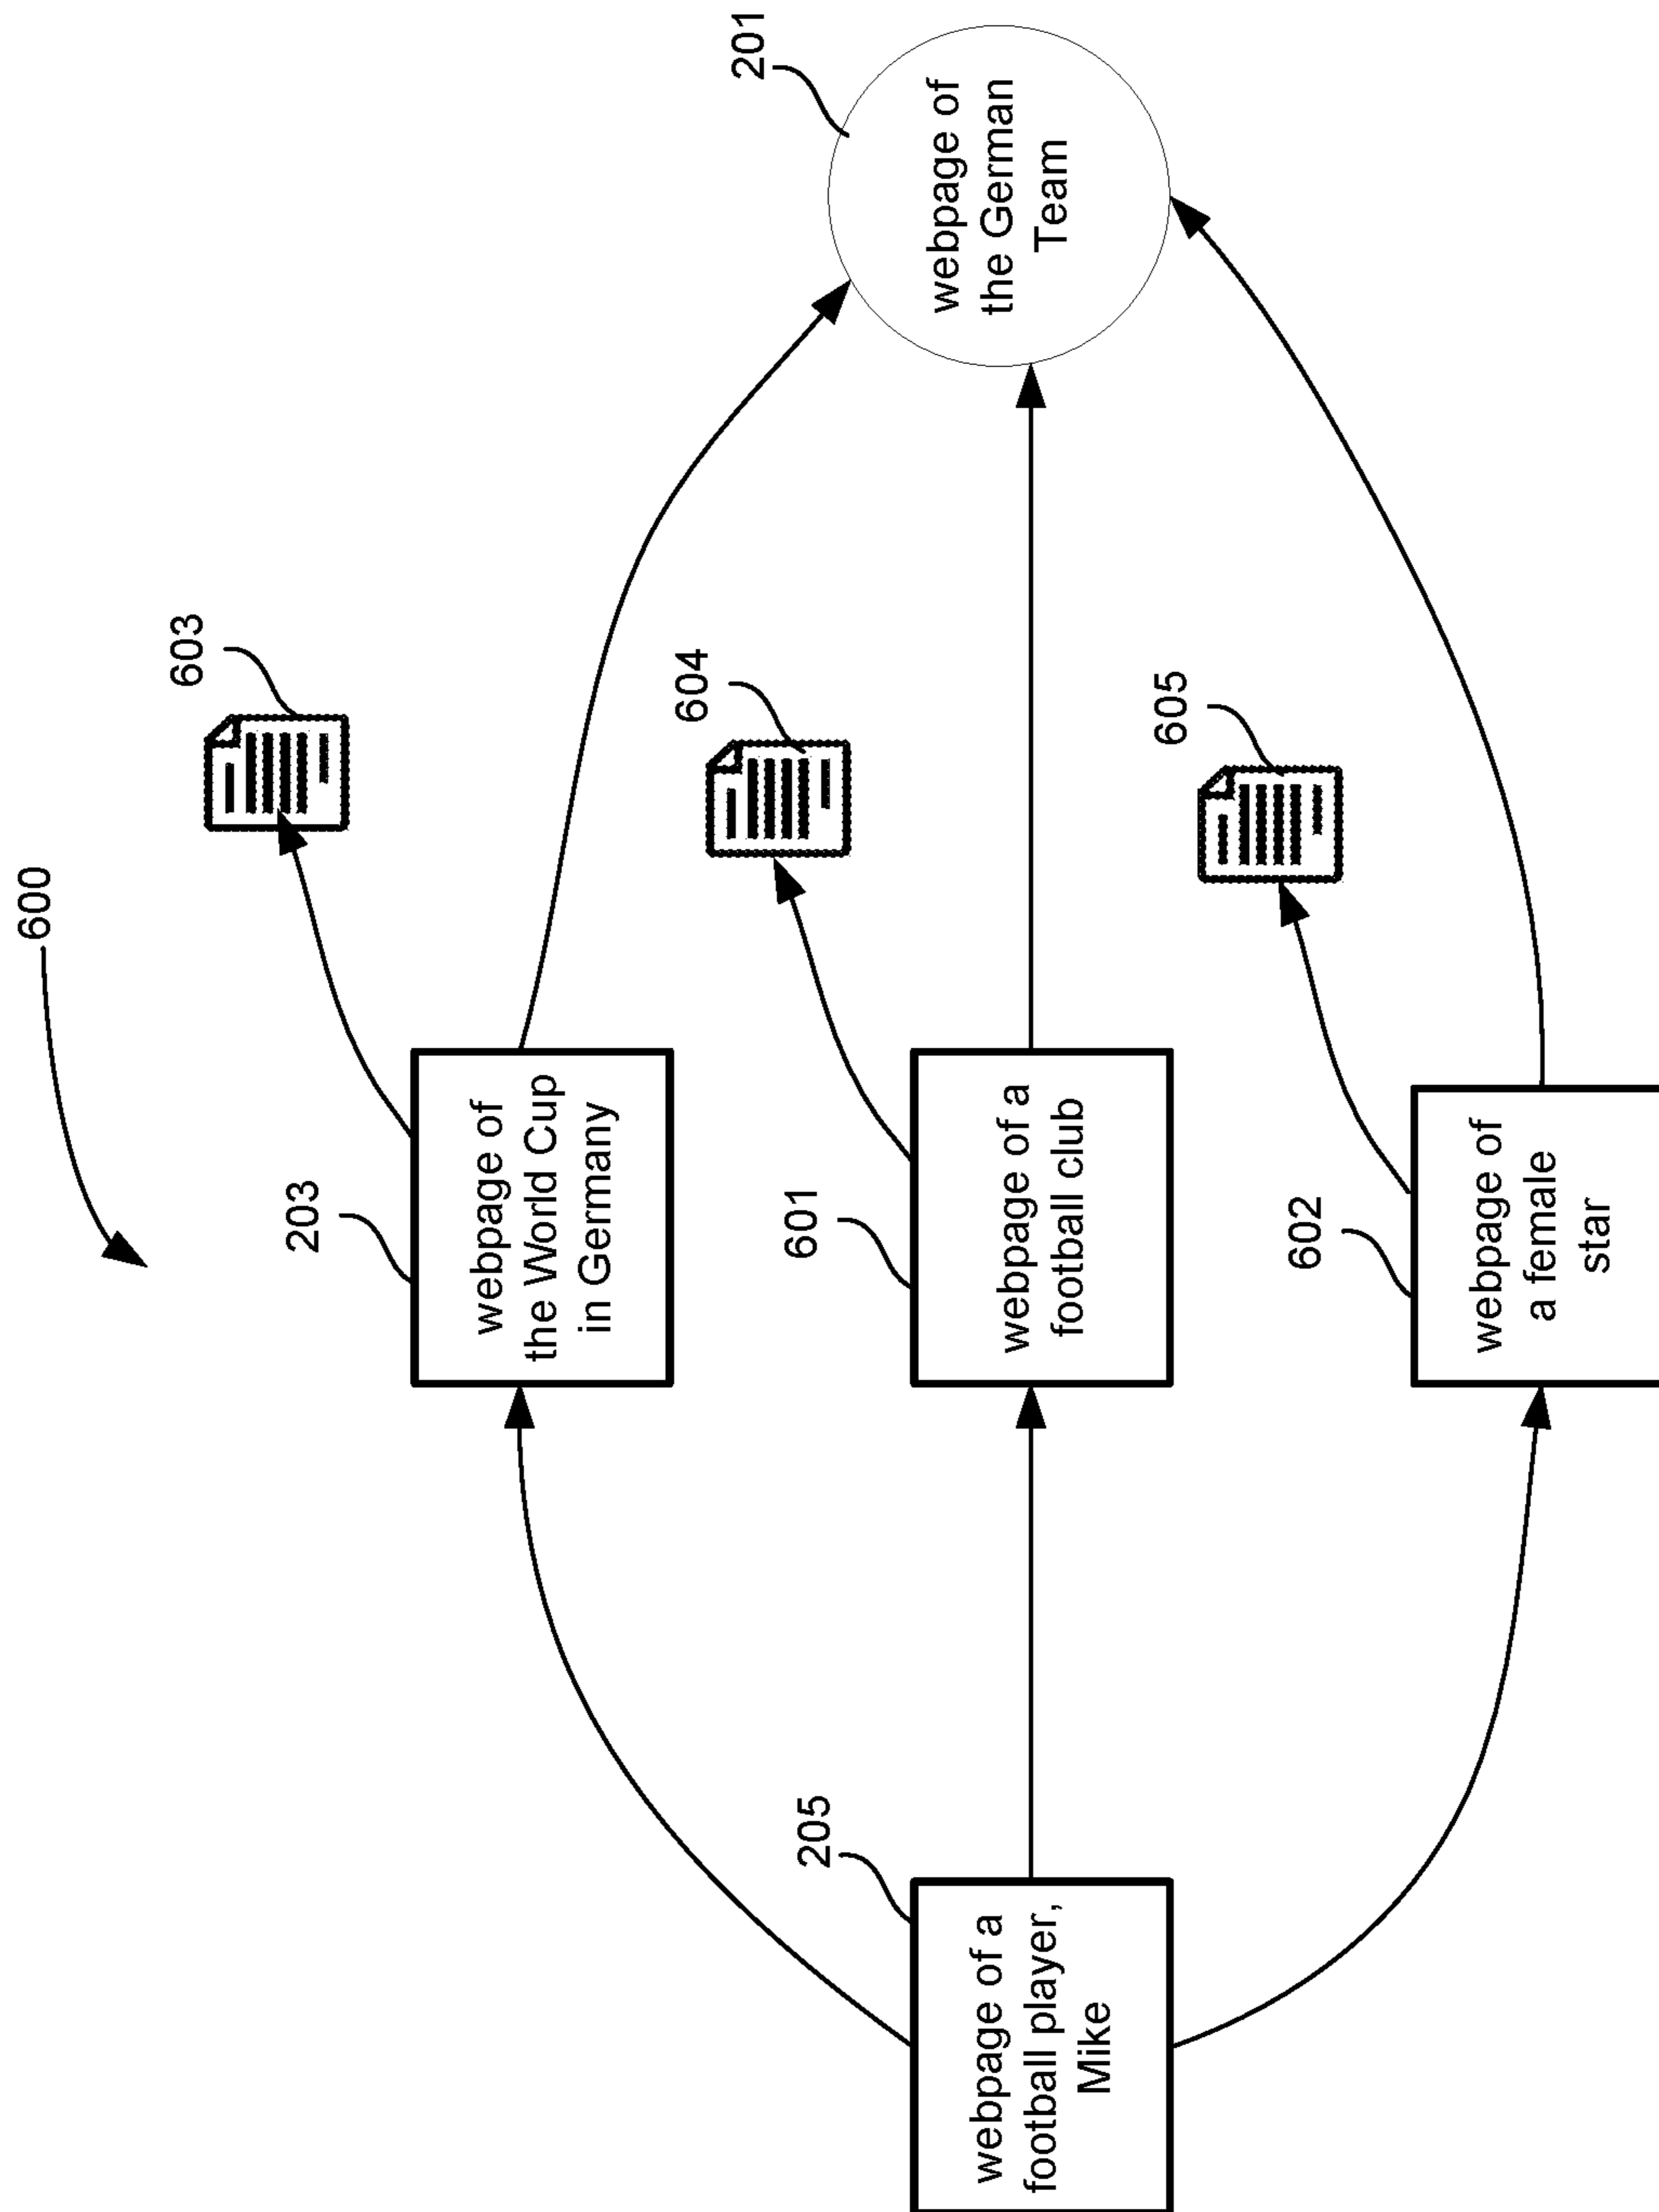 600
603
203
webpage of
the World Cup
in Germany
201
webpage of
the German
Team
604
205
webpage of a
football player,
Mike
601
webpage of a
football club
605
602
webpage of
a female
star